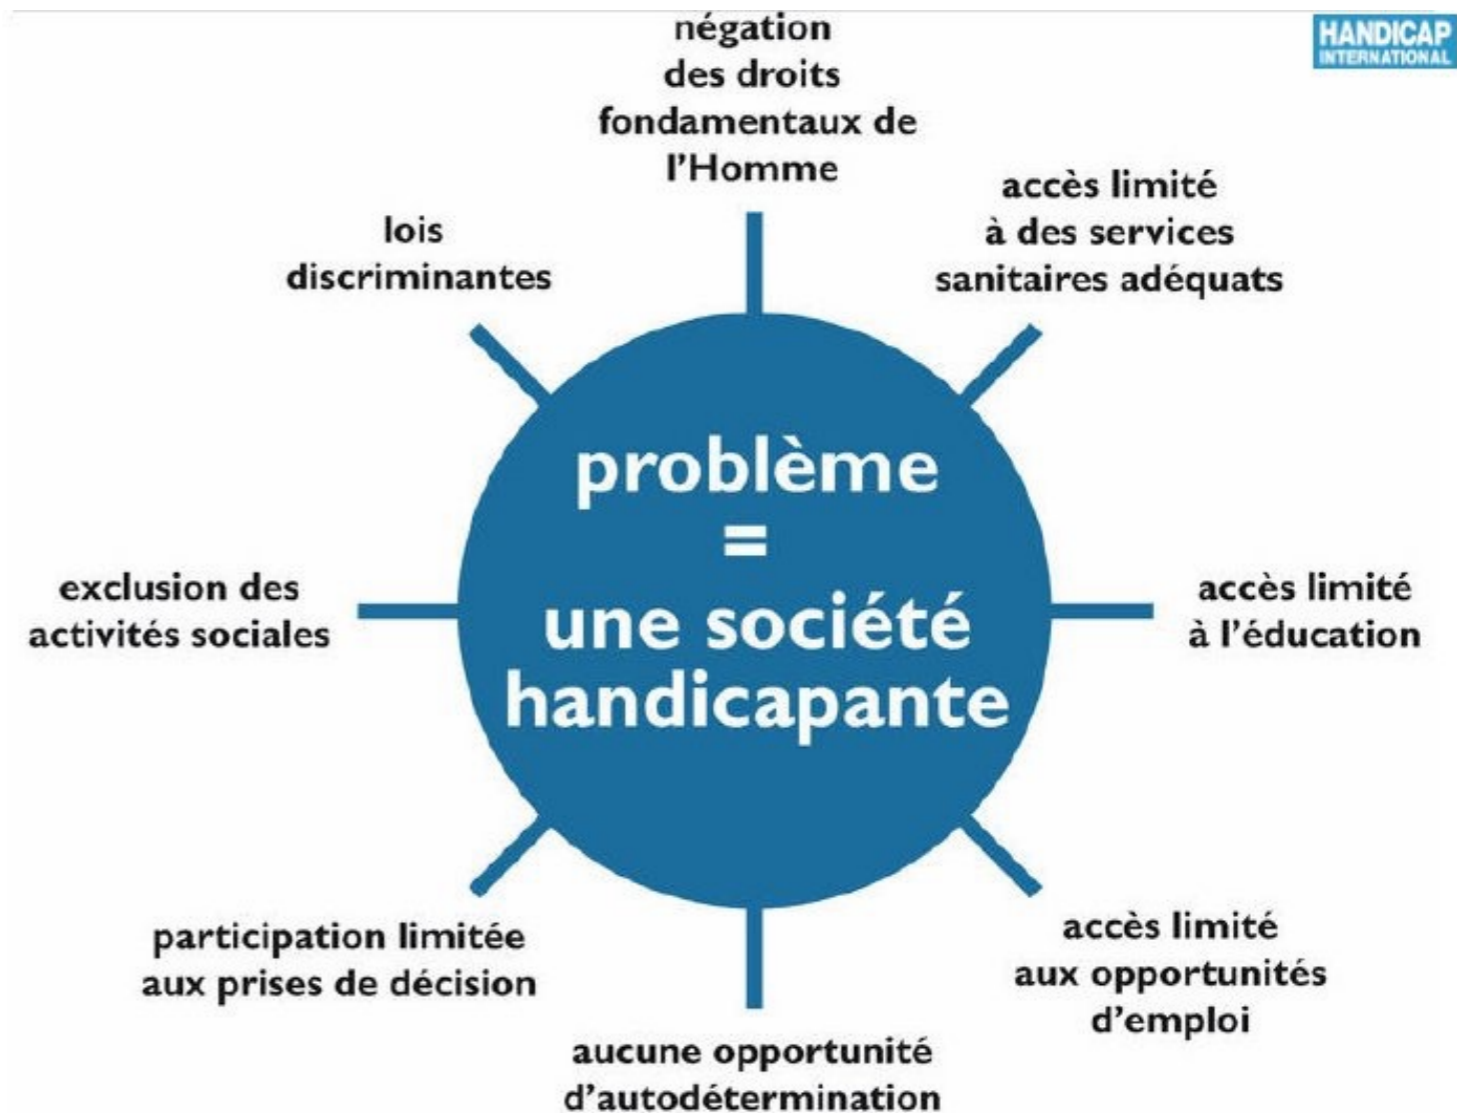 HANDICAP
INTERNATIONAL
négation
des droits
fondamentaux de
l'Homme
accès limité
à des services
sanitaires adéquats
lois
discriminantes
problème
=
une société
handicapante
exclusion des
activités sociales
accès limité
à l'éducation
participation limitée
aux prises de décision
accès limité
aux opportunités
d'emploi
aucune opportunité
d'autodétermination